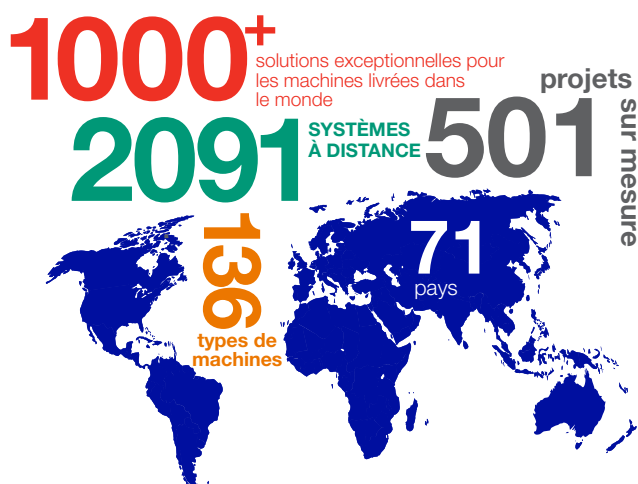 1000+
solutions exceptionnelles pour
les machines livrées dans
le monde
2091
SYSTÈMES
À DISTANCE
projets
501
sur mesure
136
types de
machines
71
pays